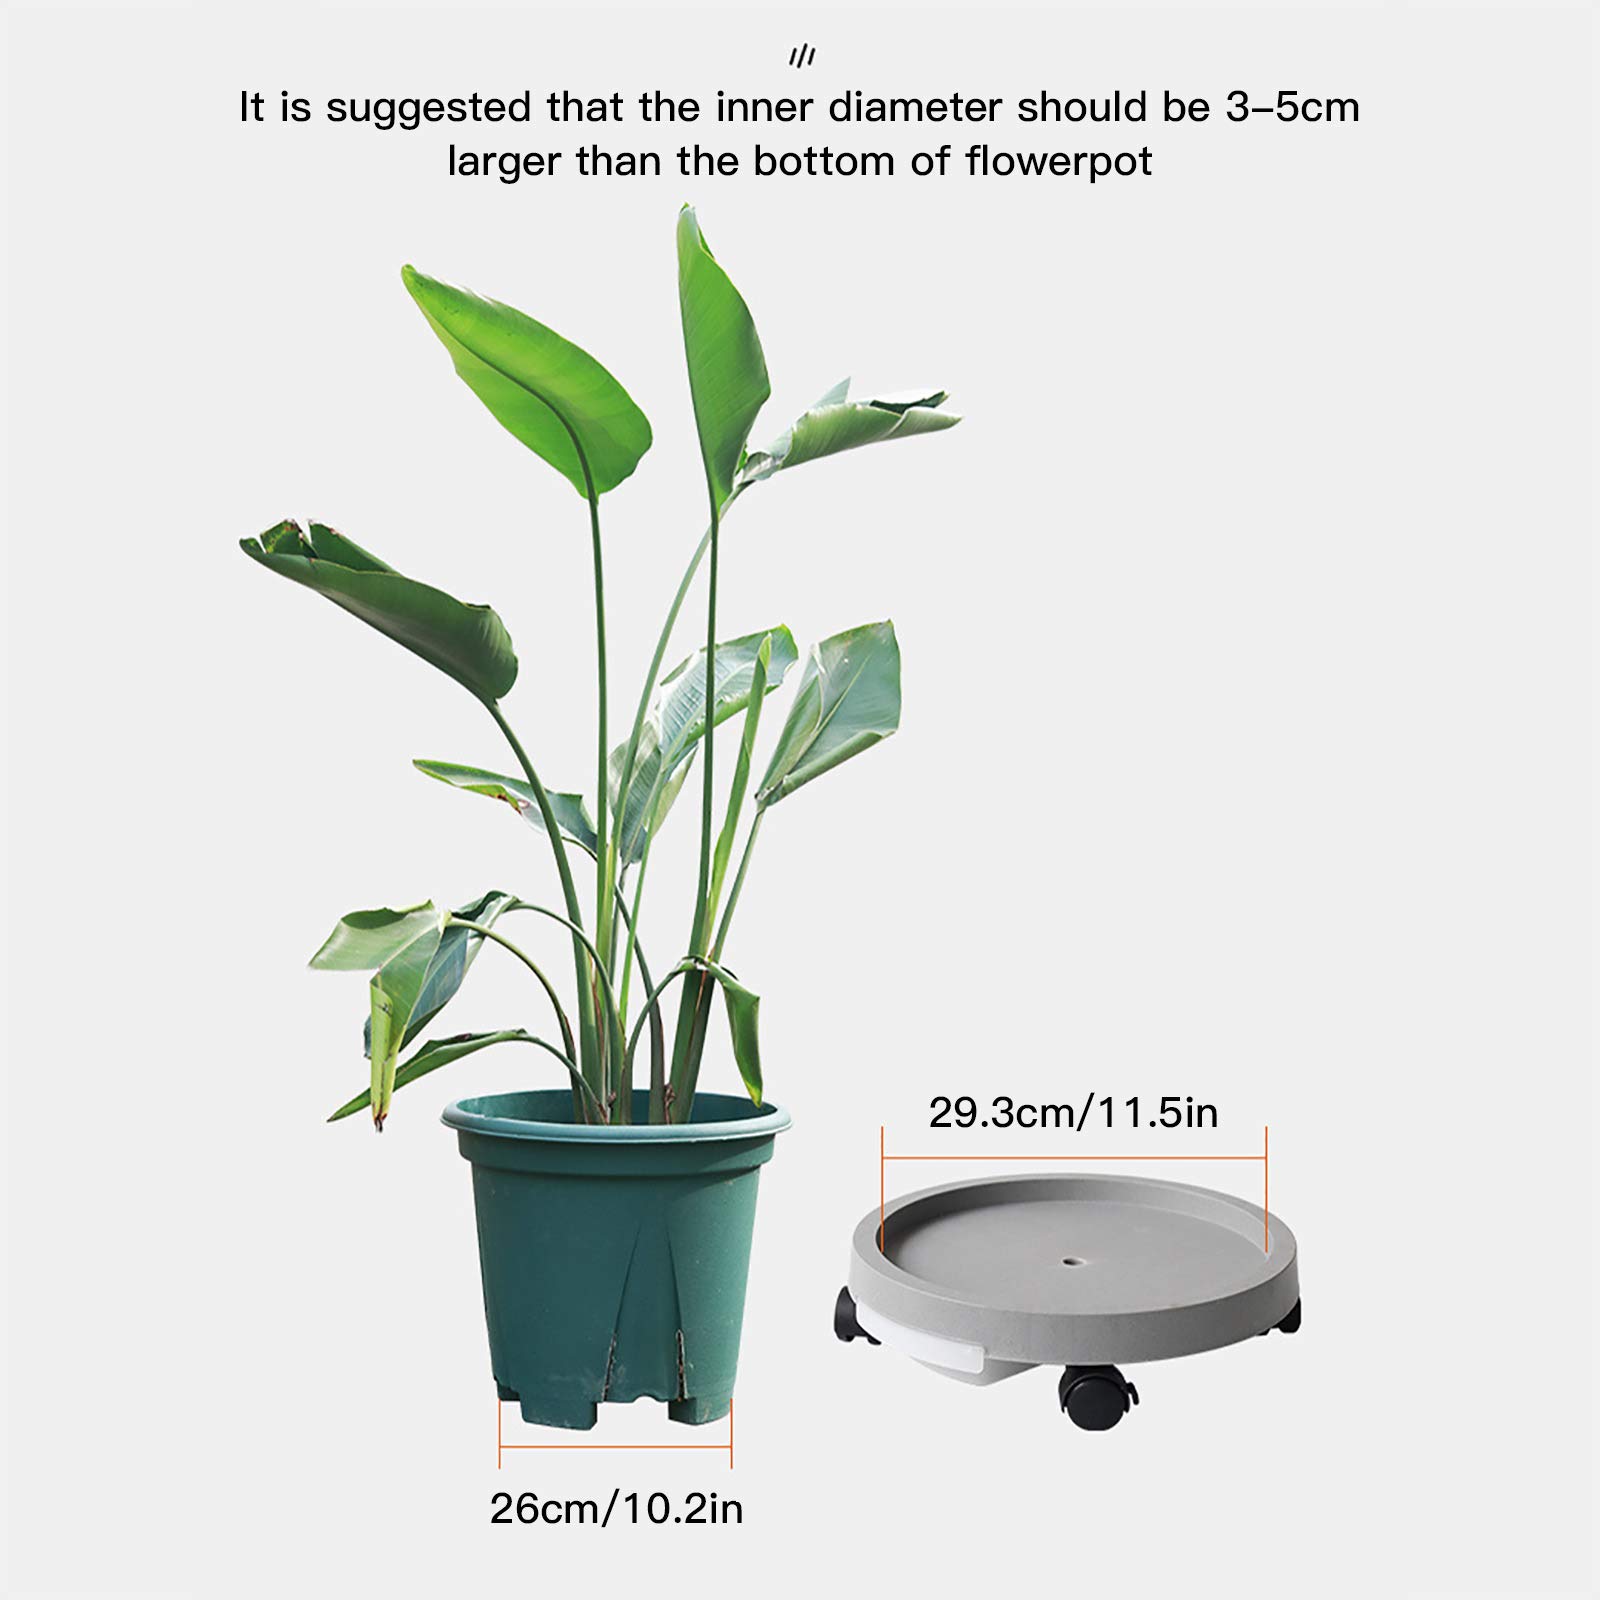 It is suggested that the inner diameter should be 3–5cm
larger than the bottom of flowerpot
29.3cm/11.5in
26cm/10.2in